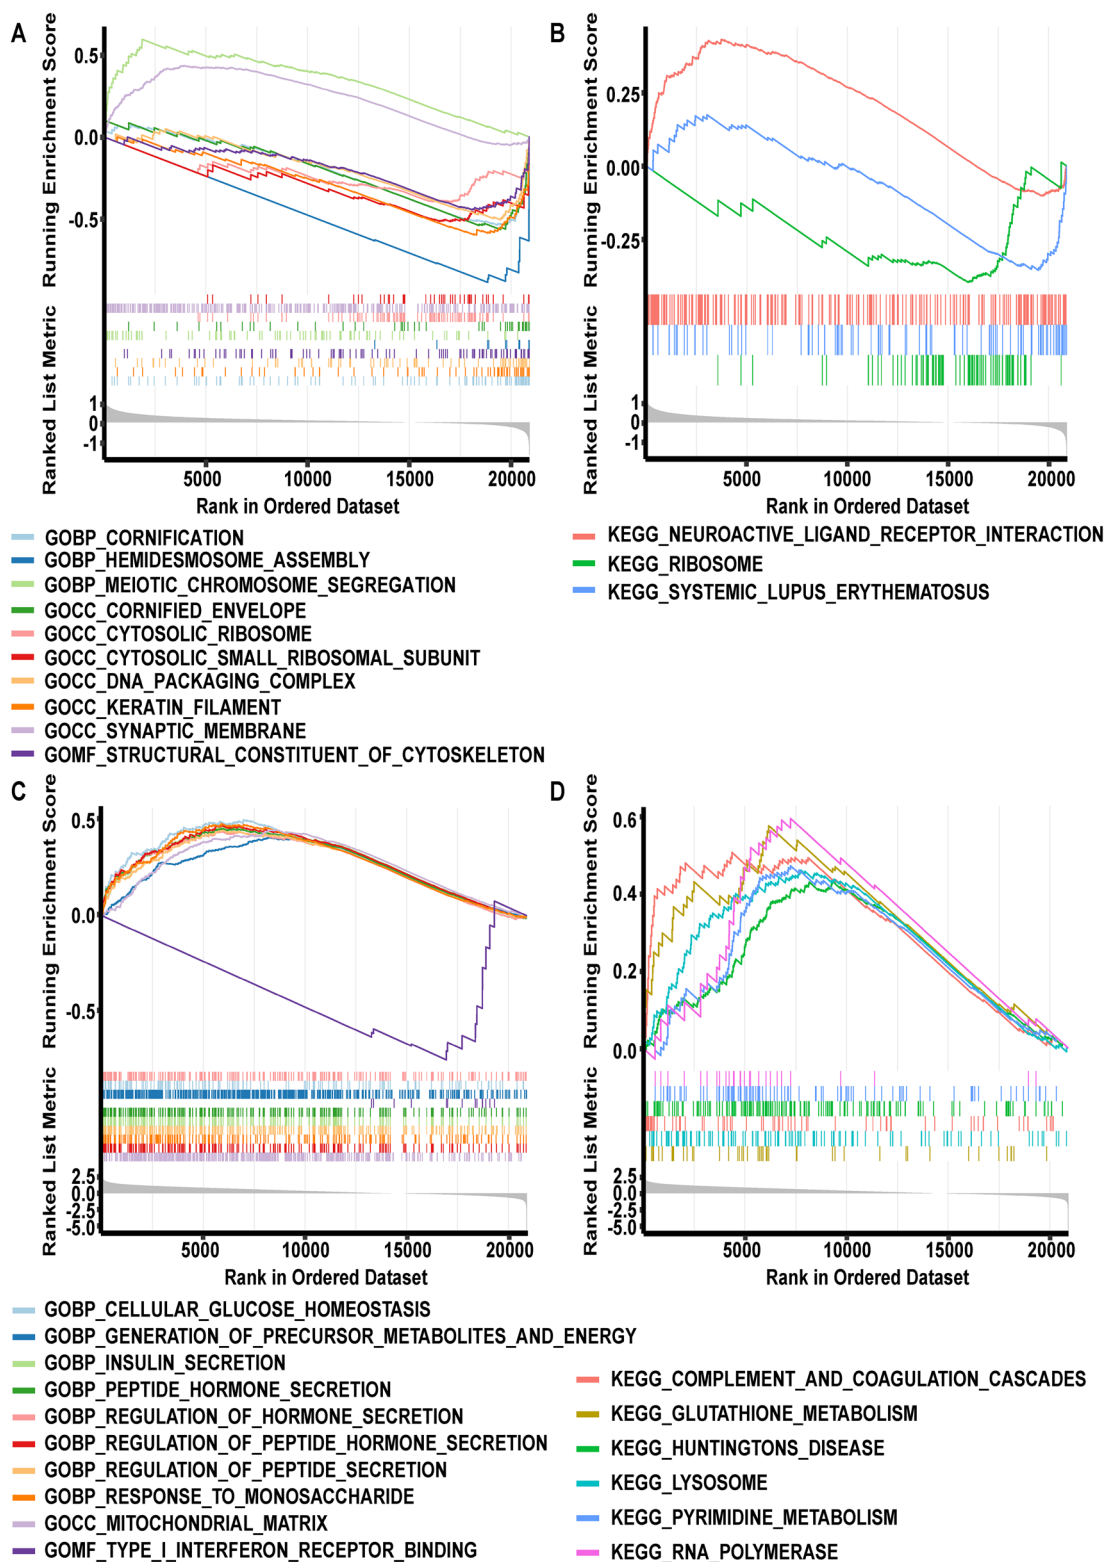 A
Running Enrichment Score
0.5
0.0
-0.5
Ranked List Metric
1
0
-1
5000 10000 15000 20000
Rank in Ordered Dataset
GOBP_CORNIFICATION
GOBP_HEMIDESMOSOME_ASSEMBLY
GOBP_MEIOTIC_CHROMOSOME_SEGREGATION
GOCC_CORNIFIED_ENVELOPE
GOCC_CYTOSOLIC_RIBOSOME
GOCC_CYTOSOLIC_SMALL_RIBOSOMAL_SUBUNIT
GOCC_DNA_PACKAGING_COMPLEX
GOCC_KERATIN_FILAMENT
GOCC_SYNAPTIC_MEMBRANE
GOMF_STRUCTURAL_CONSTITUENT_OF_CYTOSKELETON
B
Running Enrichment Score
0.25
0.00
-0.25
Ranked List Metric
1
0
-1
5000 10000 15000 20000
Rank in Ordered Dataset
KEGG_NEUROACTIVE_LIGAND_RECEPTOR_INTERACTION
KEGG_RIBOSOME
KEGG_SYSTEMIC_LUPUS_ERYTHEMATOSUS
C
Running Enrichment Score
0.5
0.0
-0.5
Ranked List Metric
2.5
0.0
-2.5
-5.0
5000 10000 15000 20000
Rank in Ordered Dataset
GOBP_CELLULAR_GLUCOSE_HOMEOSTASIS
GOBP_GENERATION_OF_PRECURSOR_METABOLITES_AND_ENERGY
GOBP_INSULIN_SECRETION
GOBP_PEPTIDE_HORMONE_SECRETION
GOBP_REGULATION_OF_HORMONE_SECRETION
GOBP_REGULATION_OF_PEPTIDE_HORMONE_SECRETION
GOBP_REGULATION_OF_PEPTIDE_SECRETION
GOBP_RESPONSE_TO_MONOSACCHARIDE
GOCC_MITOCHONDRIAL_MATRIX
GOMF_TYPE_I_INTERFERON_RECEPTOR_BINDING
D
Running Enrichment Score
0.6
0.4
0.2
0.0
Ranked List Metric
2.5
0.0
-2.5
-5.0
5000 10000 15000 20000
Rank in Ordered Dataset
KEGG_COMPLEMENT_AND_COAGULATION_CASCADES
KEGG_GLUTATHIONE_METABOLISM
KEGG_HUNTINGTONS_DISEASE
KEGG_LYSOSOME
KEGG_PYRIMIDINE_METABOLISM
KEGG_RNA_POLYMERASE